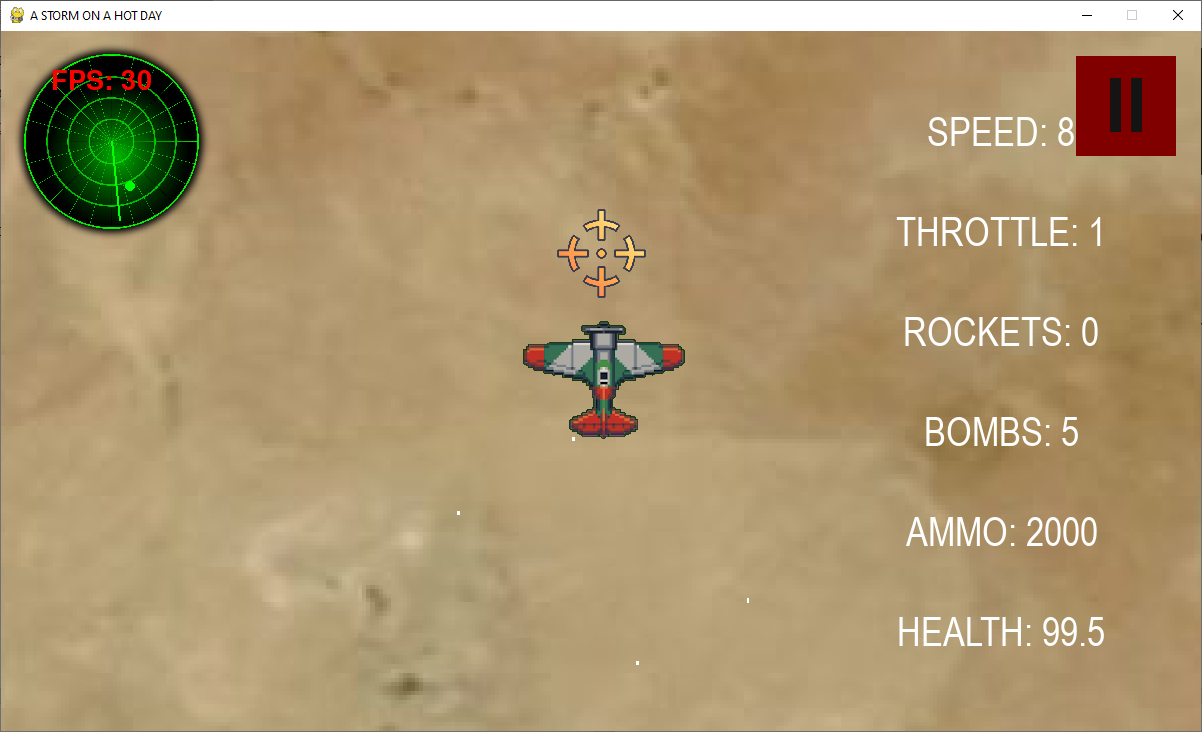 A STORM ON A HOT DAY
FPS: 30
SPEED: 8
THROTTLE: 1
ROCKETS: 0
BOMBS: 5
AMMO: 2000
HEALTH: 99.5